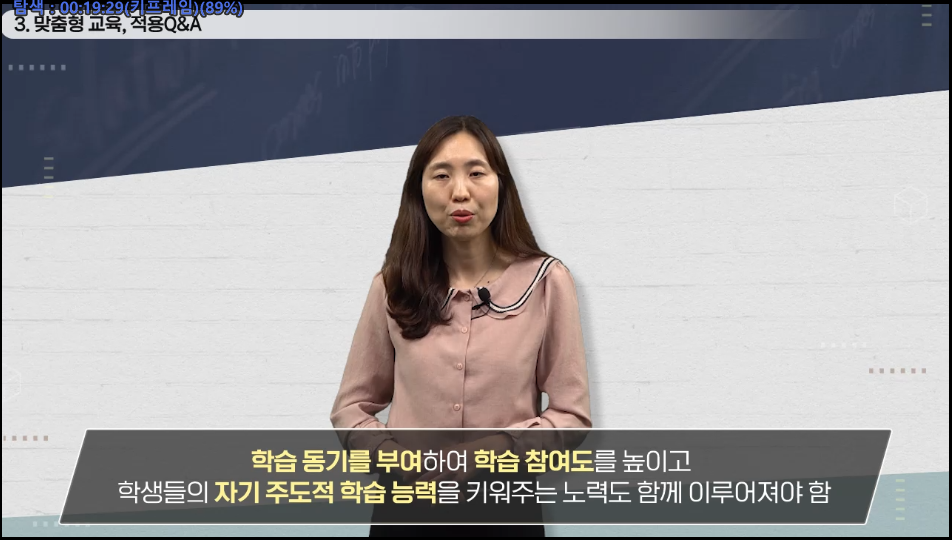 탐색 : 00:19:29(키프레임)(89%)
3. 맞춤형 교육, 적용Q&A
학습 동기를 부여하여 학습 참여도를 높이고
학생들의 자기 주도적 학습 능력을 키워주는 노력도 함께 이루어져야 함